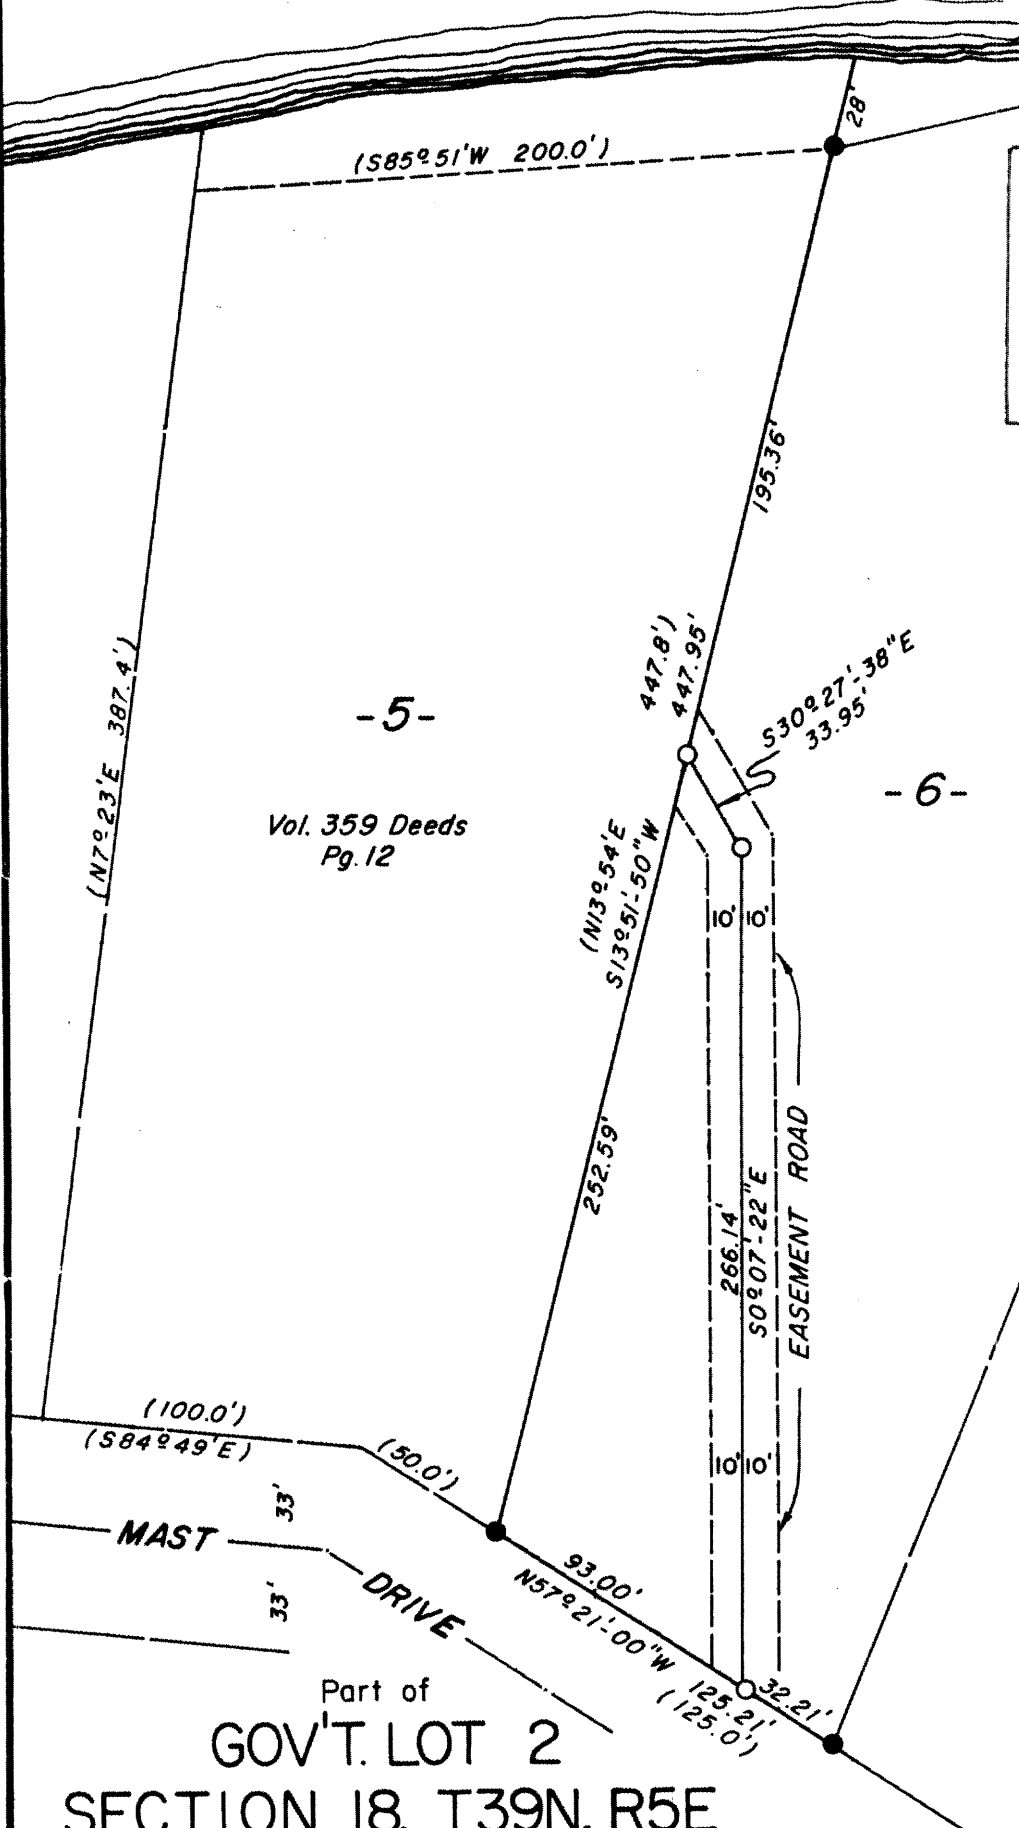 28'
(S85º51'W 200.0')
195.36'
447.8')
447.95'
S30º27'-38"E
33.95'
(N7º23'E 387.4')
-5-
-6-
Vol. 359 Deeds
Pg. 12
(N13º54'E
S13º51'-50"W
10' 10'
252.59'
266.14'
S0º07'-22"E
EASEMENT ROAD
(100.0')
(S84º49'E)
(50.0')
10' 10'
33'
MAST DRIVE
33'
93.00'
N57º21'-00"W
125.21'
(125.0')
32.21'
Part of
GOV'T. LOT 2
SECTION 18, T39N, R5E